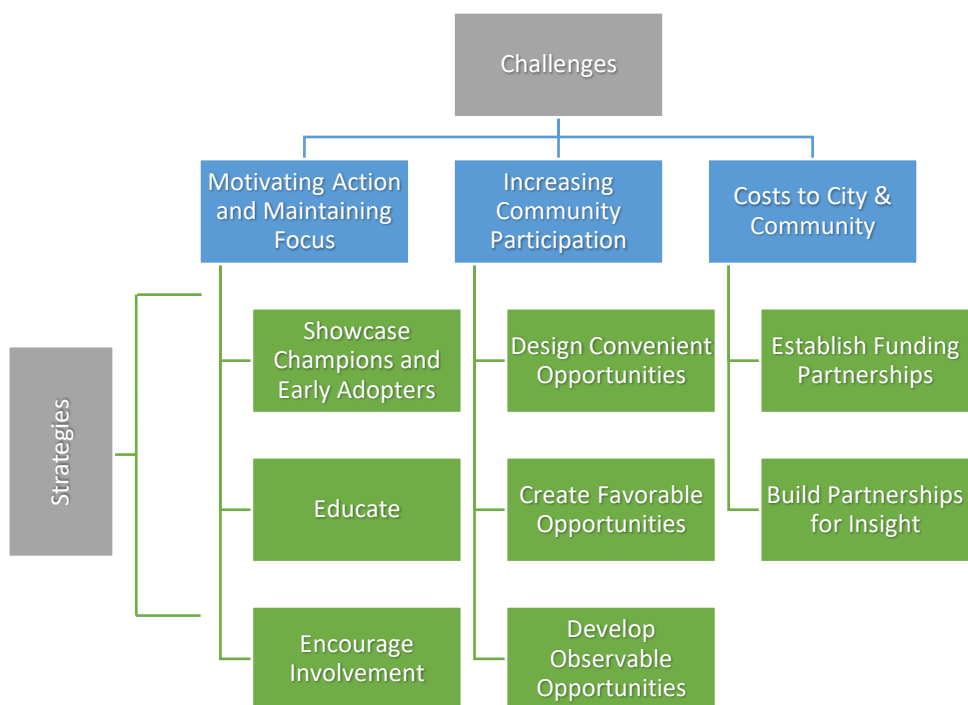 Challenges
Motivating Action
and Maintaining
Focus
Increasing
Community
Participation
Costs to City &
Community
Strategies
Showcase
Champions and
Early Adopters
Educate
Encourage
Involvement
Design Convenient
Opportunities
Create Favorable
Opportunities
Develop
Observable
Opportunities
Establish Funding
Partnerships
Build Partnerships
for Insight